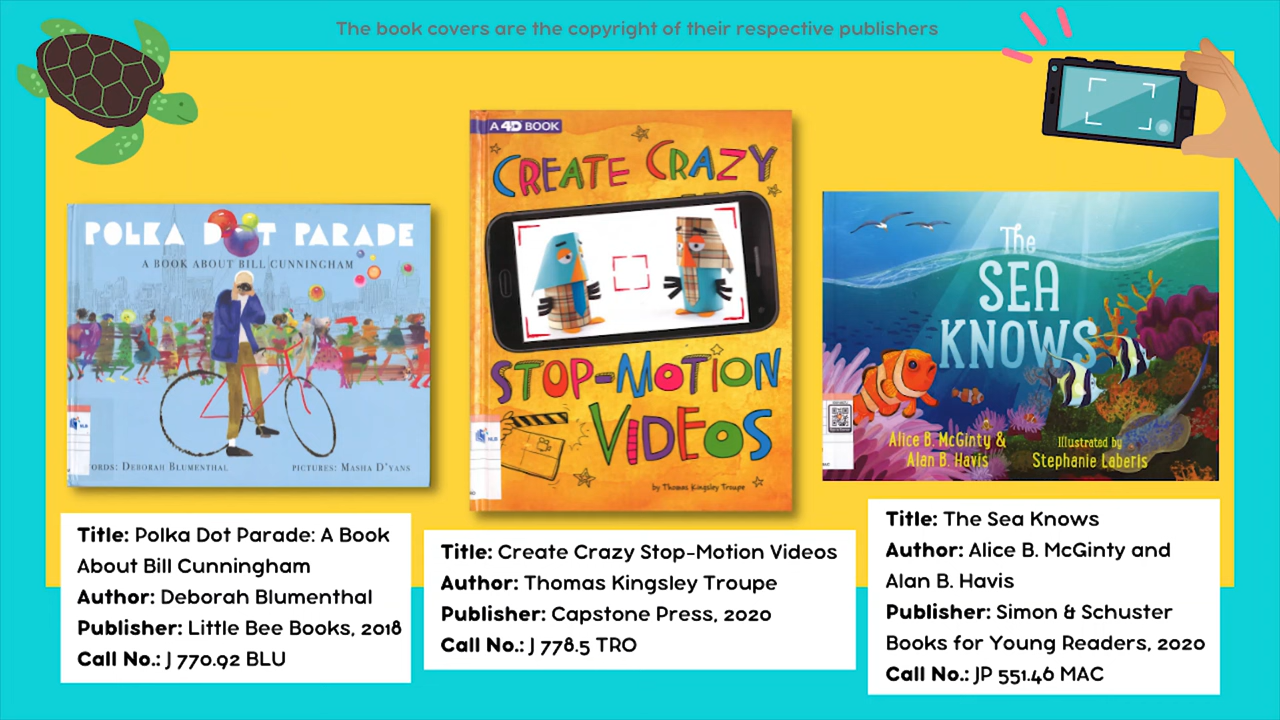 The book covers are the copyright of their respective publishers
POLKA DOT PARADE
A BOOK ABOUT BILL CUNNINGHAM
NLB
WORDS: DEBORAH BLUMENTHAL
PICTURES: MASHA D'YANS
Title: Polka Dot Parade: A Book
About Bill Cunningham
Author: Deborah Blumenthal
Publisher: Little Bee Books, 2018
Call No.: J 770.92 BLU
A 4D BOOK
CREATE CRAZY
STOP-MOTION
VIDEOS
NLB
by Thomas Kingsley Troupe
Title: Create Crazy Stop-Motion Videos
Author: Thomas Kingsley Troupe
Publisher: Capstone Press, 2020
Call No.: J 778.5 TRO
The
SEA
KNOWS
Alice B. McGinty &
Alan B. Havis
Illustrated by
Stephanie Laberis
Title: The Sea Knows
Author: Alice B. McGinty and
Alan B. Havis
Publisher: Simon & Schuster
Books for Young Readers, 2020
Call No.: JP 551.46 MAC